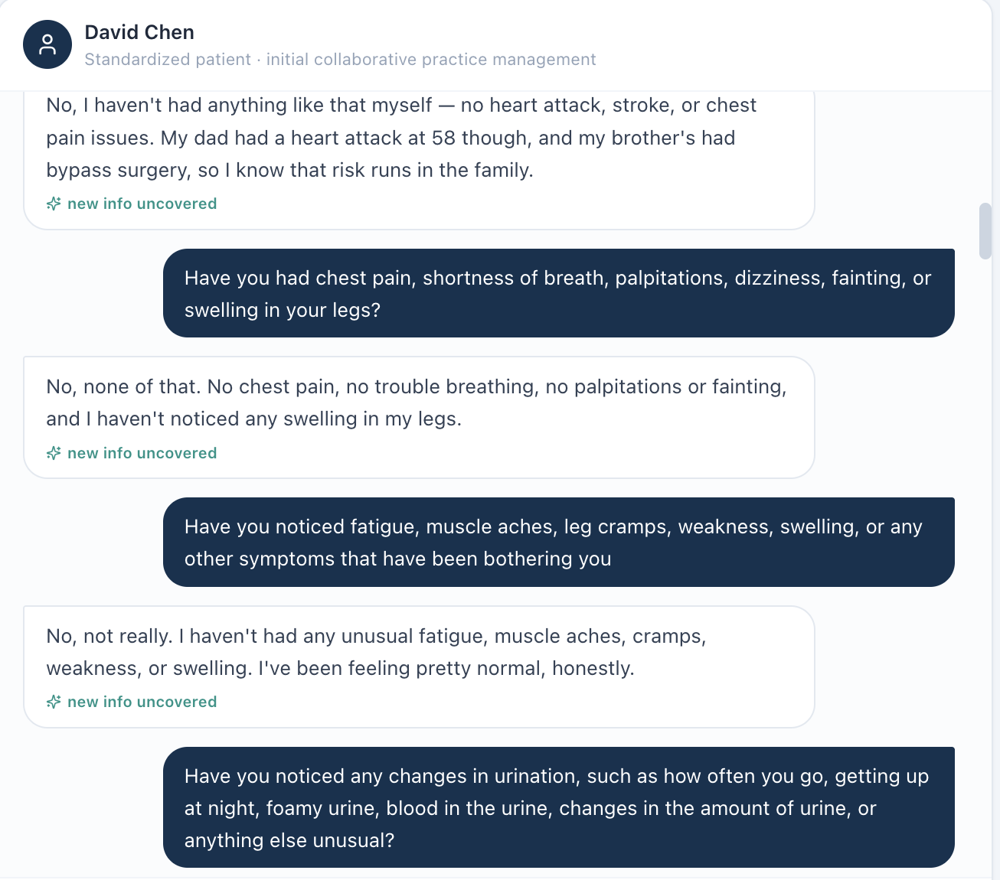 David Chen
Standardized patient · initial collaborative practice management
No, I haven't had anything like that myself — no heart attack, stroke, or chest
pain issues. My dad had a heart attack at 58 though, and my brother's had
bypass surgery, so I know that risk runs in the family.
new info uncovered
Have you had chest pain, shortness of breath, palpitations, dizziness, fainting, or
swelling in your legs?
No, none of that. No chest pain, no trouble breathing, no palpitations or fainting,
and I haven't noticed any swelling in my legs.
new info uncovered
Have you noticed fatigue, muscle aches, leg cramps, weakness, swelling, or any
other symptoms that have been bothering you
No, not really. I haven't had any unusual fatigue, muscle aches, cramps,
weakness, or swelling. I've been feeling pretty normal, honestly.
new info uncovered
Have you noticed any changes in urination, such as how often you go, getting up
at night, foamy urine, blood in the urine, changes in the amount of urine, or
anything else unusual?